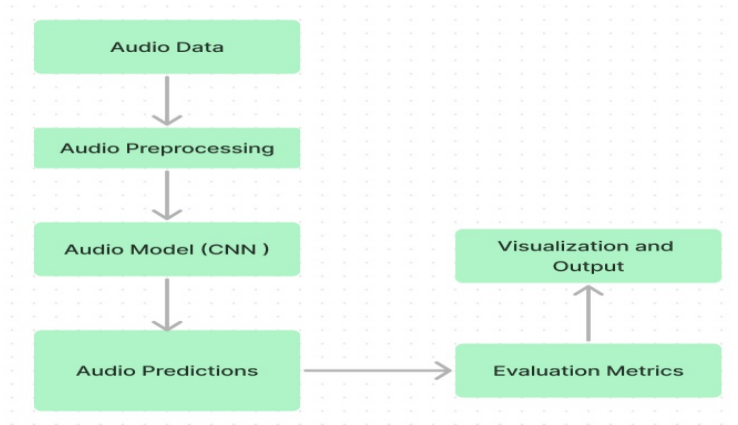 Audio Data
Audio Preprocessing
Audio Model (CNN )
Audio Predictions
Evaluation Metrics
Visualization and
Output